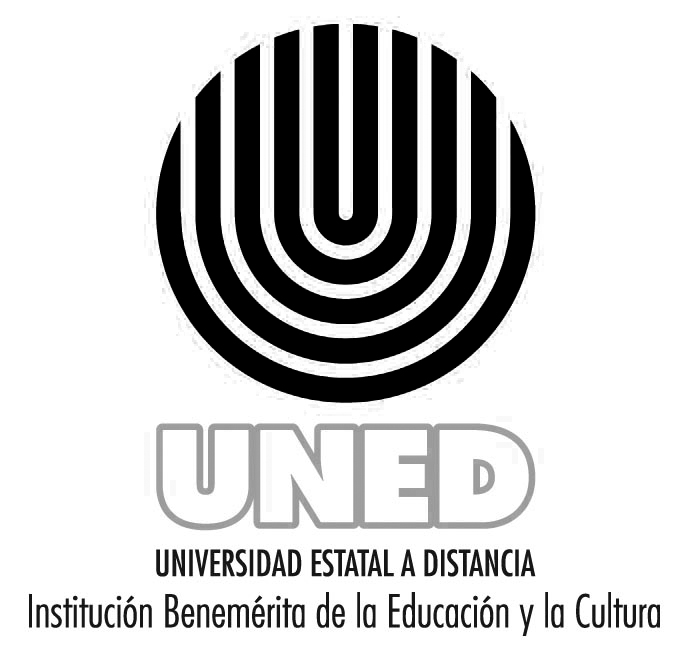 UNED
UNIVERSIDAD ESTATAL A DISTANCIA
Institución Benemérita de la Educación y la Cultura